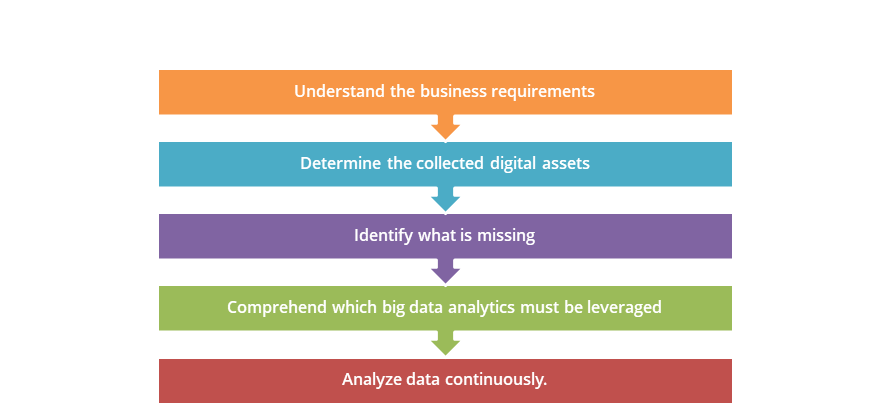 Understand the business requirements
Determine the collected digital assets
Identify what is missing
Comprehend which big data analytics must be leveraged
Analyze data continuously.